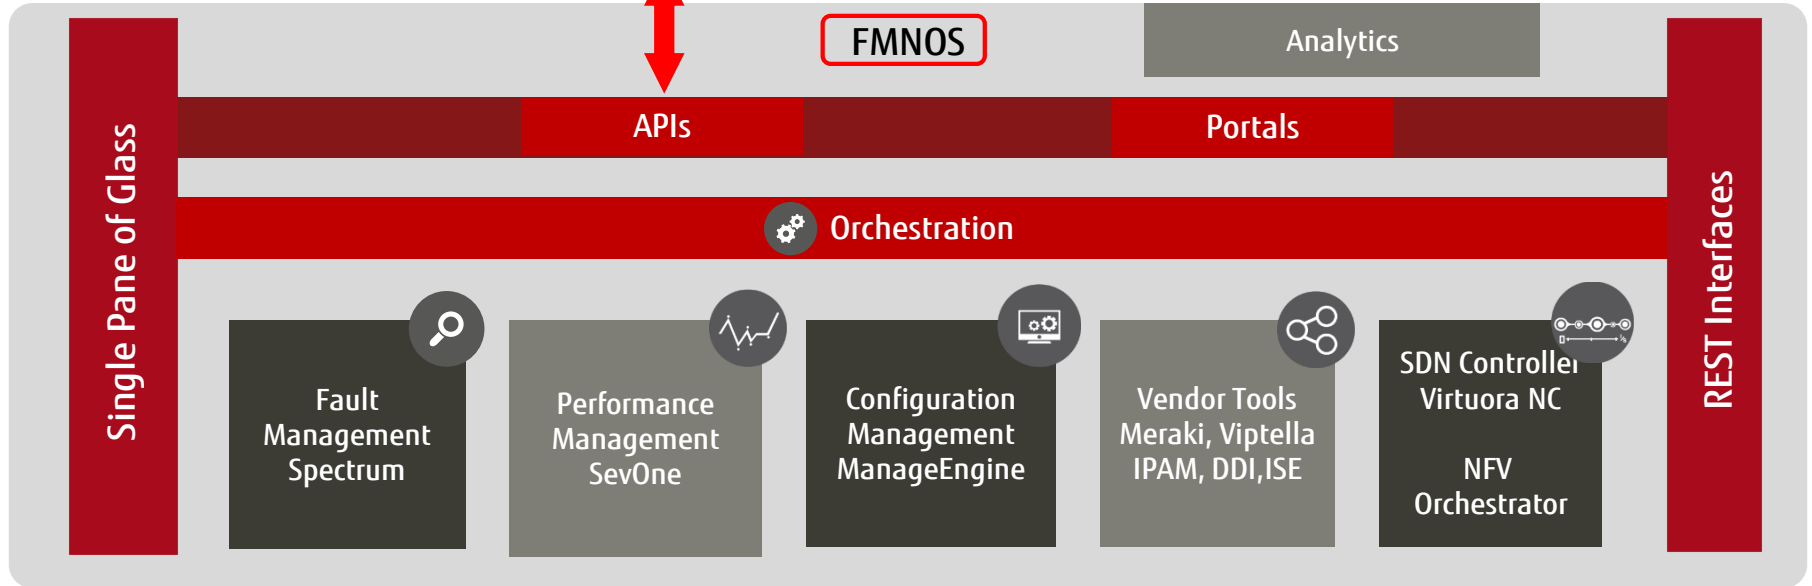 FMNOS
Analytics
APIs
Portals
Orchestration
Single Pane of Glass
REST Interfaces
Fault
Management
Spectrum
Performance
Management
SevOne
Configuration
Management
ManageEngine
Vendor Tools
Meraki, Viptella
IPAM, DDI,ISE
SDN Controller
Virtuora NC
NFV
Orchestrator